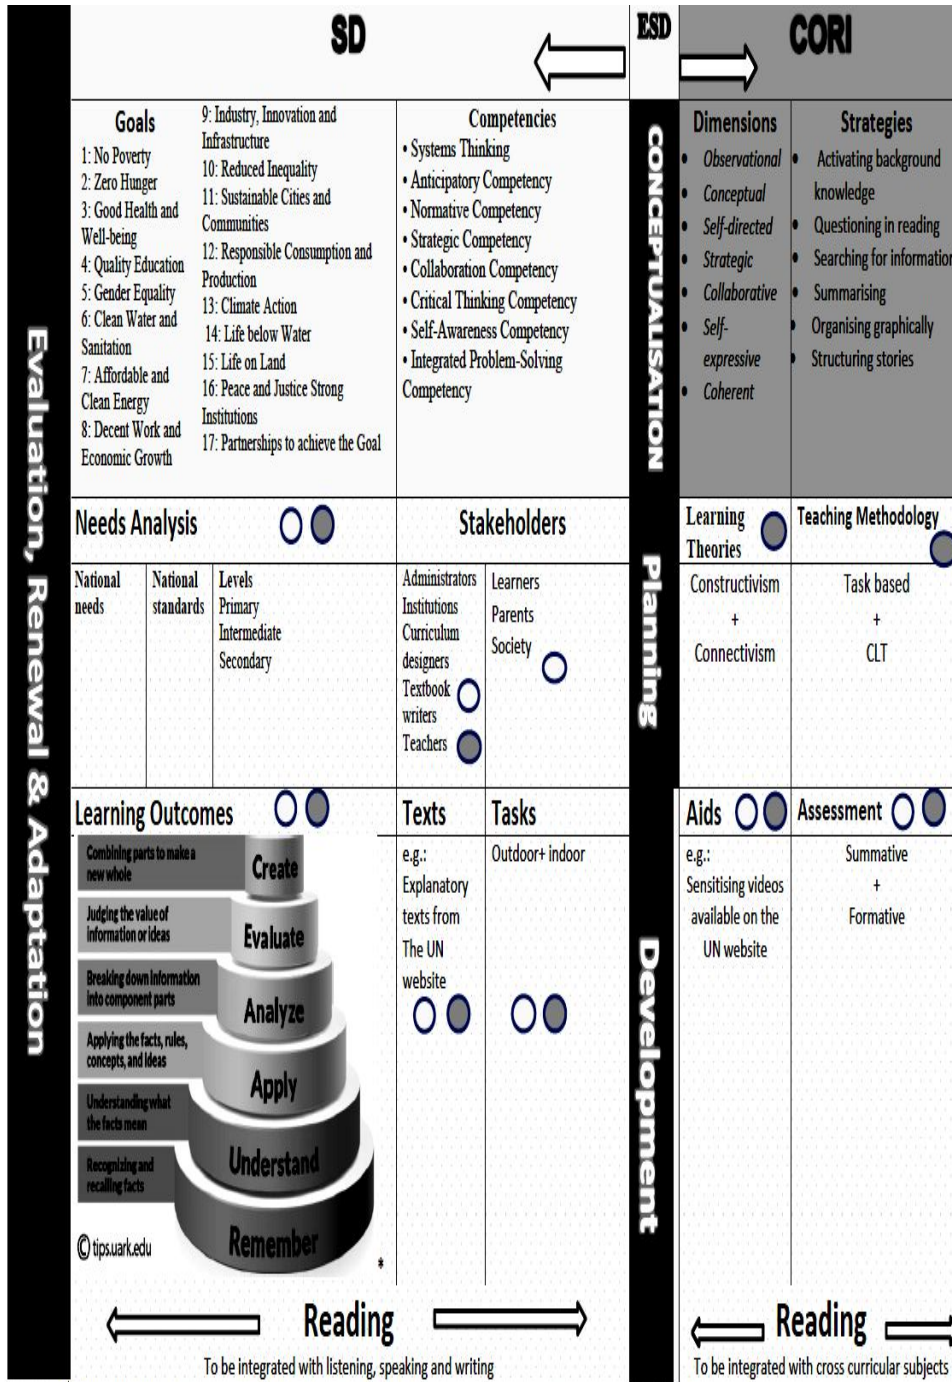 SD
ESD
CORI
Evaluation, Renewal & Adaptation
Goals
1: No Poverty
2: Zero Hunger
3: Good Health and
Well-being
4: Quality Education
5: Gender Equality
6: Clean Water and
Sanitation
7: Affordable and
Clean Energy
8: Decent Work and
Economic Growth
9: Industry, Innovation and
Infrastructure
10: Reduced Inequality
11: Sustainable Cities and
Communities
12: Responsible Consumption and
Production
13: Climate Action
14: Life below Water
15: Life on Land
16: Peace and Justice Strong
Institutions
17: Partnerships to achieve the Goal
Competencies
• Systems Thinking
• Anticipatory Competency
• Normative Competency
• Strategic Competency
• Collaboration Competency
• Critical Thinking Competency
• Self-Awareness Competency
• Integrated Problem-Solving
Competency
CONCEPTUALISATION
Dimensions
• Observational
• Conceptual
• Self-directed
• Strategic
• Collaborative
• Self-
expressive
• Coherent
Strategies
• Activating background
knowledge
• Questioning in reading
• Searching for information
• Summarising
• Organising graphically
• Structuring stories
Needs Analysis
National
needs
National
standards
Levels
Primary
Intermediate
Secondary
Stakeholders
Administrators
Institutions
Curriculum
designers
Textbook
writers
Teachers
Learners
Parents
Society
Planning
Learning
Theories
Constructivism
+
Connectivism
Teaching Methodology
Task based
+
CLT
Learning Outcomes
Combining parts to make a
new whole
Create
Judging the value of
information or ideas
Evaluate
Breaking down information
into component parts
Analyze
Applying the facts, rules,
concepts, and ideas
Apply
Understanding what
the facts mean
Understand
Recognizing and
recalling facts
Remember
© tips.uark.edu
*
Texts
e.g.:
Explanatory
texts from
The UN
website
Tasks
Outdoor+ indoor
Development
Aids
e.g.:
Sensitising videos
available on the
UN website
Assessment
Summative
+
Formative
Reading
To be integrated with listening, speaking and writing
Reading
To be integrated with cross curricular subjects